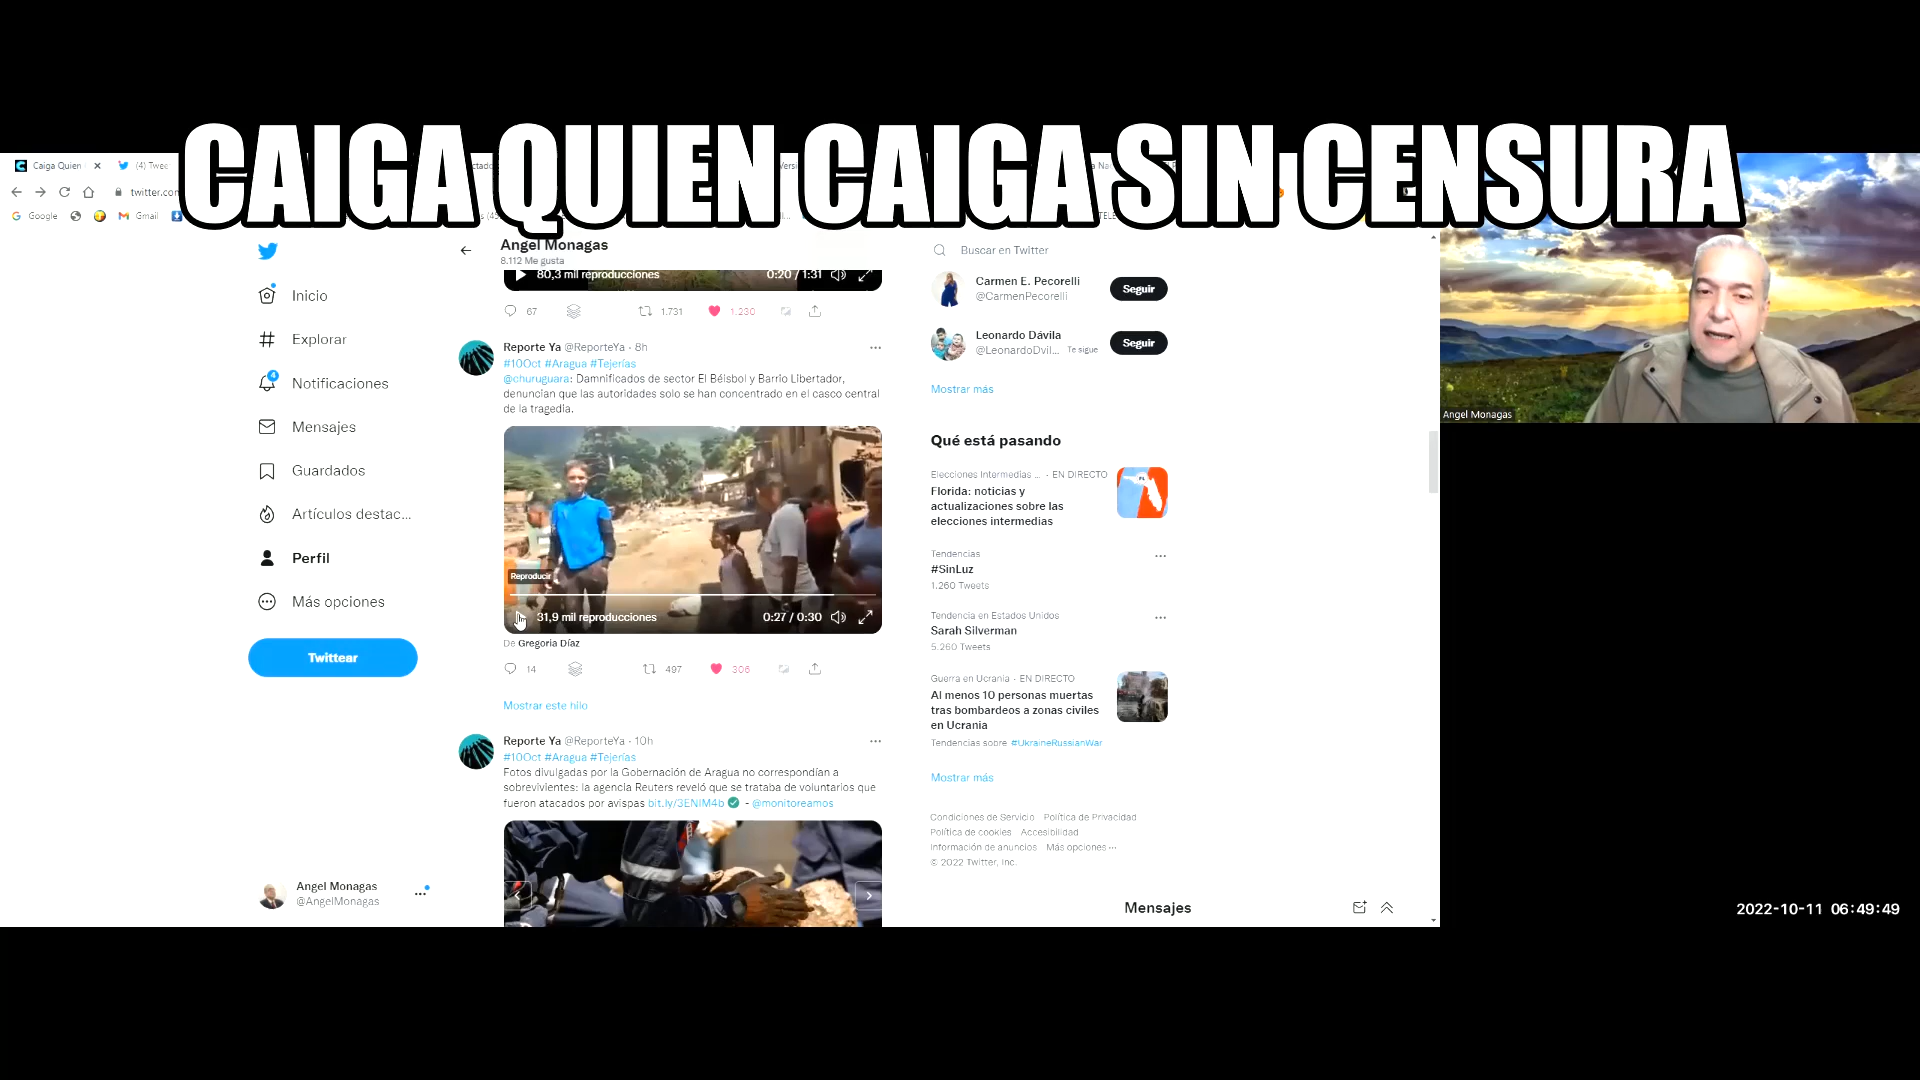 CAIGA QUIEN CAIGA SIN CENSURA
Caiga Quien
(4) Twee
twitter.com
Google
Gmail
Angel Monagas
8.112 Me gusta
80,3 mil reproducciones
0:20 / 1:31
67
1.731
1.230
Inicio
Explorar
4
Notificaciones
Mensajes
Guardados
Artículos destac...
Perfil
Más opciones
Twittear
Angel Monagas
@AngelMonagas
Reporte Ya @ReporteYa · 8h
#10Oct #Aragua #Tejerías
@churuguara: Damnificados de sector El Béisbol y Barrio Libertador,
denuncian que las autoridades solo se han concentrado en el casco central
de la tragedia.
Reproducir
31,9 mil reproducciones
0:27 / 0:30
De Gregoria Díaz
14
497
306
Mostrar este hilo
Reporte Ya @ReporteYa · 10h
#10Oct #Aragua #Tejerías
Fotos divulgadas por la Gobernación de Aragua no correspondían a
sobrevivientes: la agencia Reuters reveló que se trataba de voluntarios que
fueron atacados por avispas bit.ly/3ENIM4b - @monitoreamos
Buscar en Twitter
Carmen E. Pecorelli
@CarmenPecorelli
Seguir
Leonardo Dávila
@LeonardoDvil... Te sigue
Seguir
Mostrar más
Qué está pasando
Elecciones Intermedias ... · EN DIRECTO
Florida: noticias y
actualizaciones sobre las
elecciones intermedias
Tendencias
#SinLuz
1.260 Tweets
Tendencia en Estados Unidos
Sarah Silverman
5.260 Tweets
Guerra en Ucrania · EN DIRECTO
Al menos 10 personas muertas
tras bombardeos a zonas civiles
en Ucrania
Tendencias sobre #UkraineRussianWar
Mostrar más
Condiciones de Servicio Política de Privacidad
Política de cookies Accesibilidad
Información de anuncios Más opciones ···
© 2022 Twitter, Inc.
Mensajes
Angel Monagas
2022-10-11 06:49:49